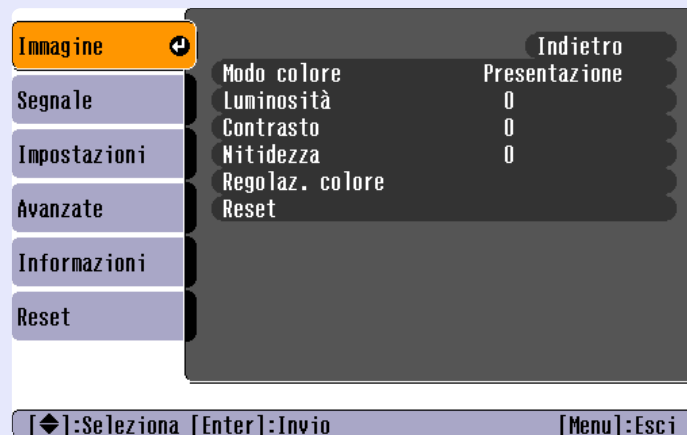 Immagine
Segnale
Impostazioni
Avanzate
Informazioni
Reset
Indietro
Modo colore Presentazione
Luminosità 0
Contrasto 0
Nitidezza 0
Regolaz. colore
Reset
[◆]:Seleziona [Enter]:Invio [Menu]:Esci